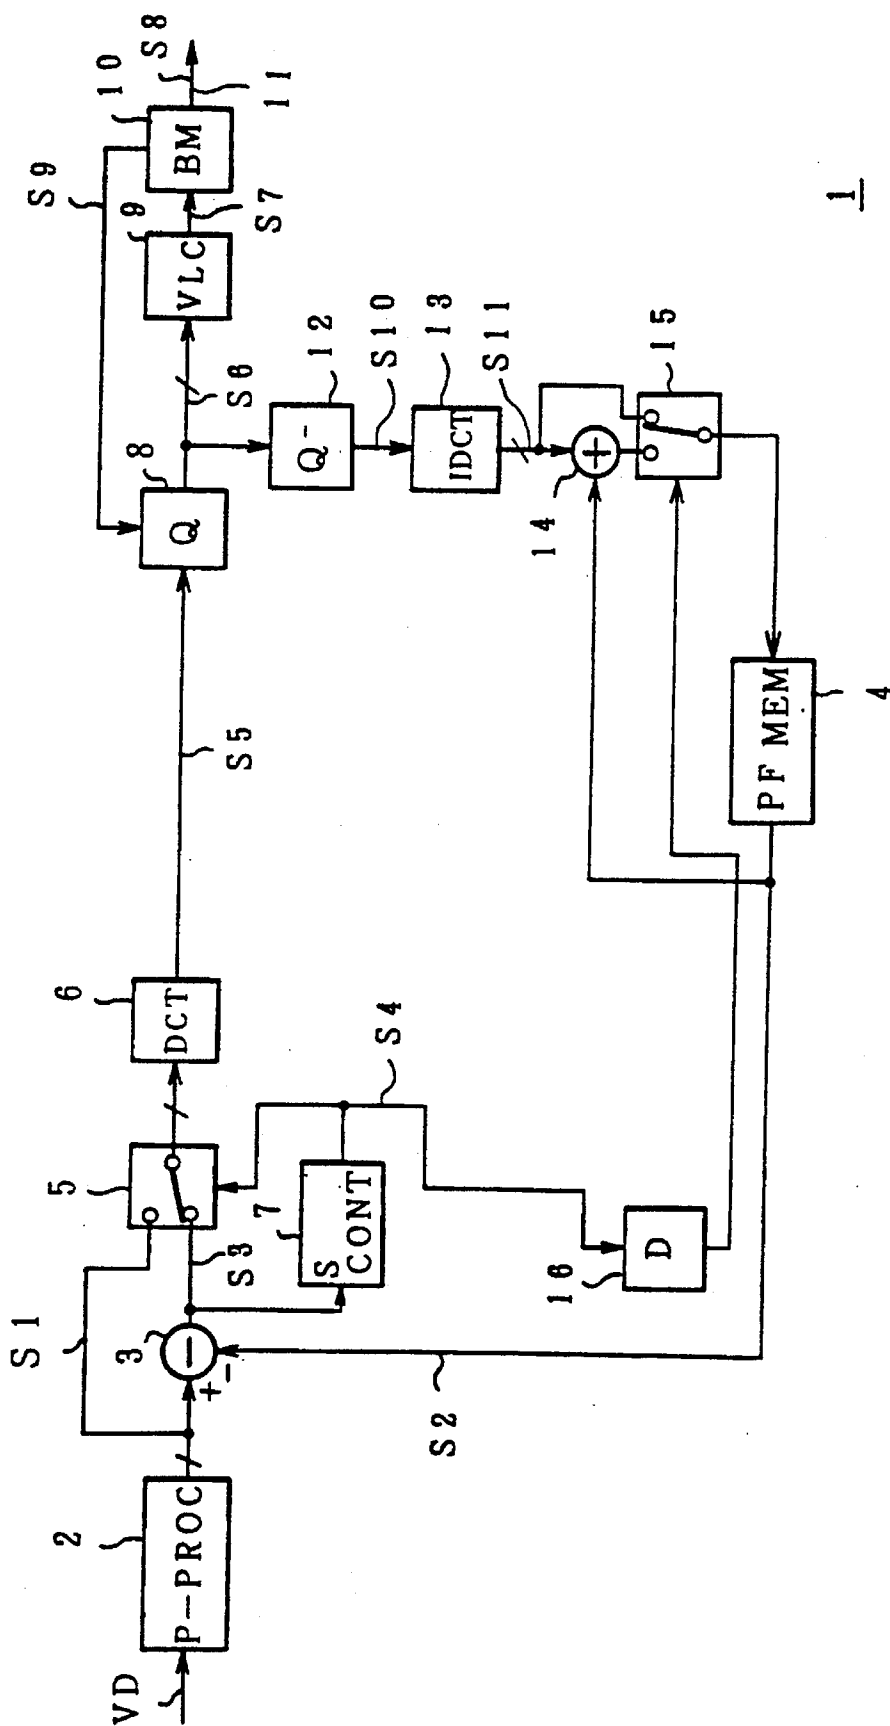 VD
2
P-PROC
S1
+
-
3
-
S3
5
7
S
CONT
S4
6
DCT
S5
8
Q
S9
S6
9
VLC
S7
10
BM
S8
11
12
Q-
S10
13
IDCT
S11
14
+
15
S2
16
D
PF MEM
4
1